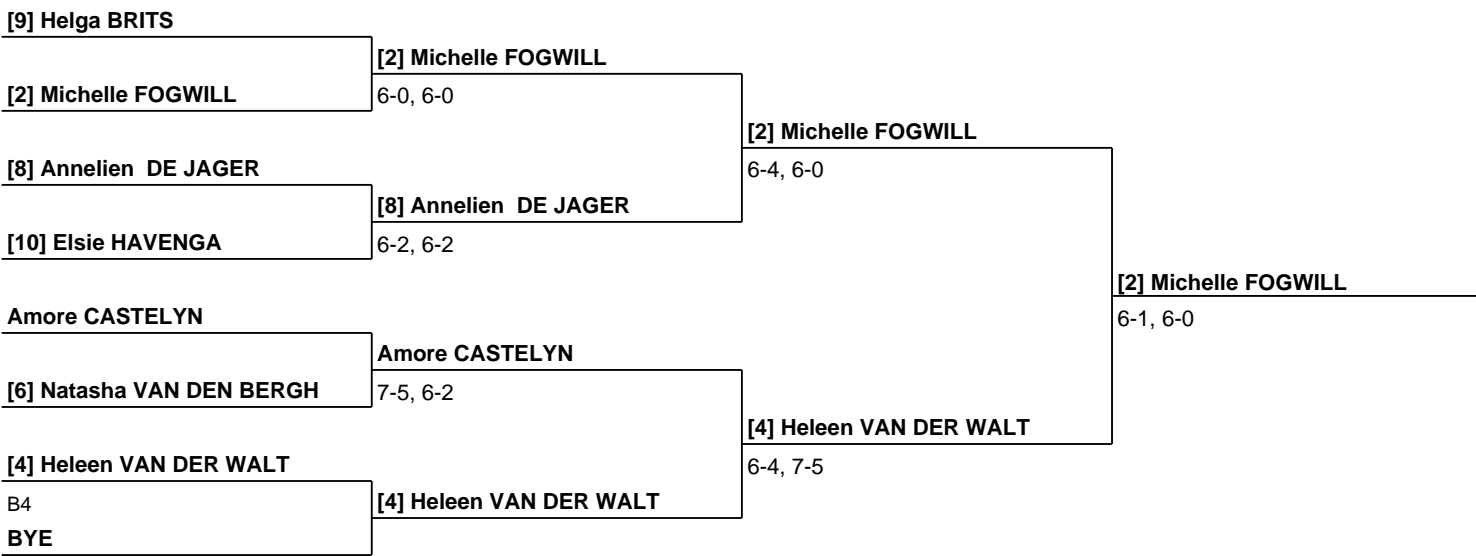 [9] Helga BRITS
[2] Michelle FOGWILL
[2] Michelle FOGWILL
6-0, 6-0
[2] Michelle FOGWILL
[8] Annelien  DE JAGER
6-4, 6-0
[8] Annelien  DE JAGER
[10] Elsie HAVENGA
6-2, 6-2
[2] Michelle FOGWILL
Amore CASTELYN
6-1, 6-0
Amore CASTELYN
[6] Natasha VAN DEN BERGH
7-5, 6-2
[4] Heleen VAN DER WALT
[4] Heleen VAN DER WALT
6-4, 7-5
B4
[4] Heleen VAN DER WALT
BYE